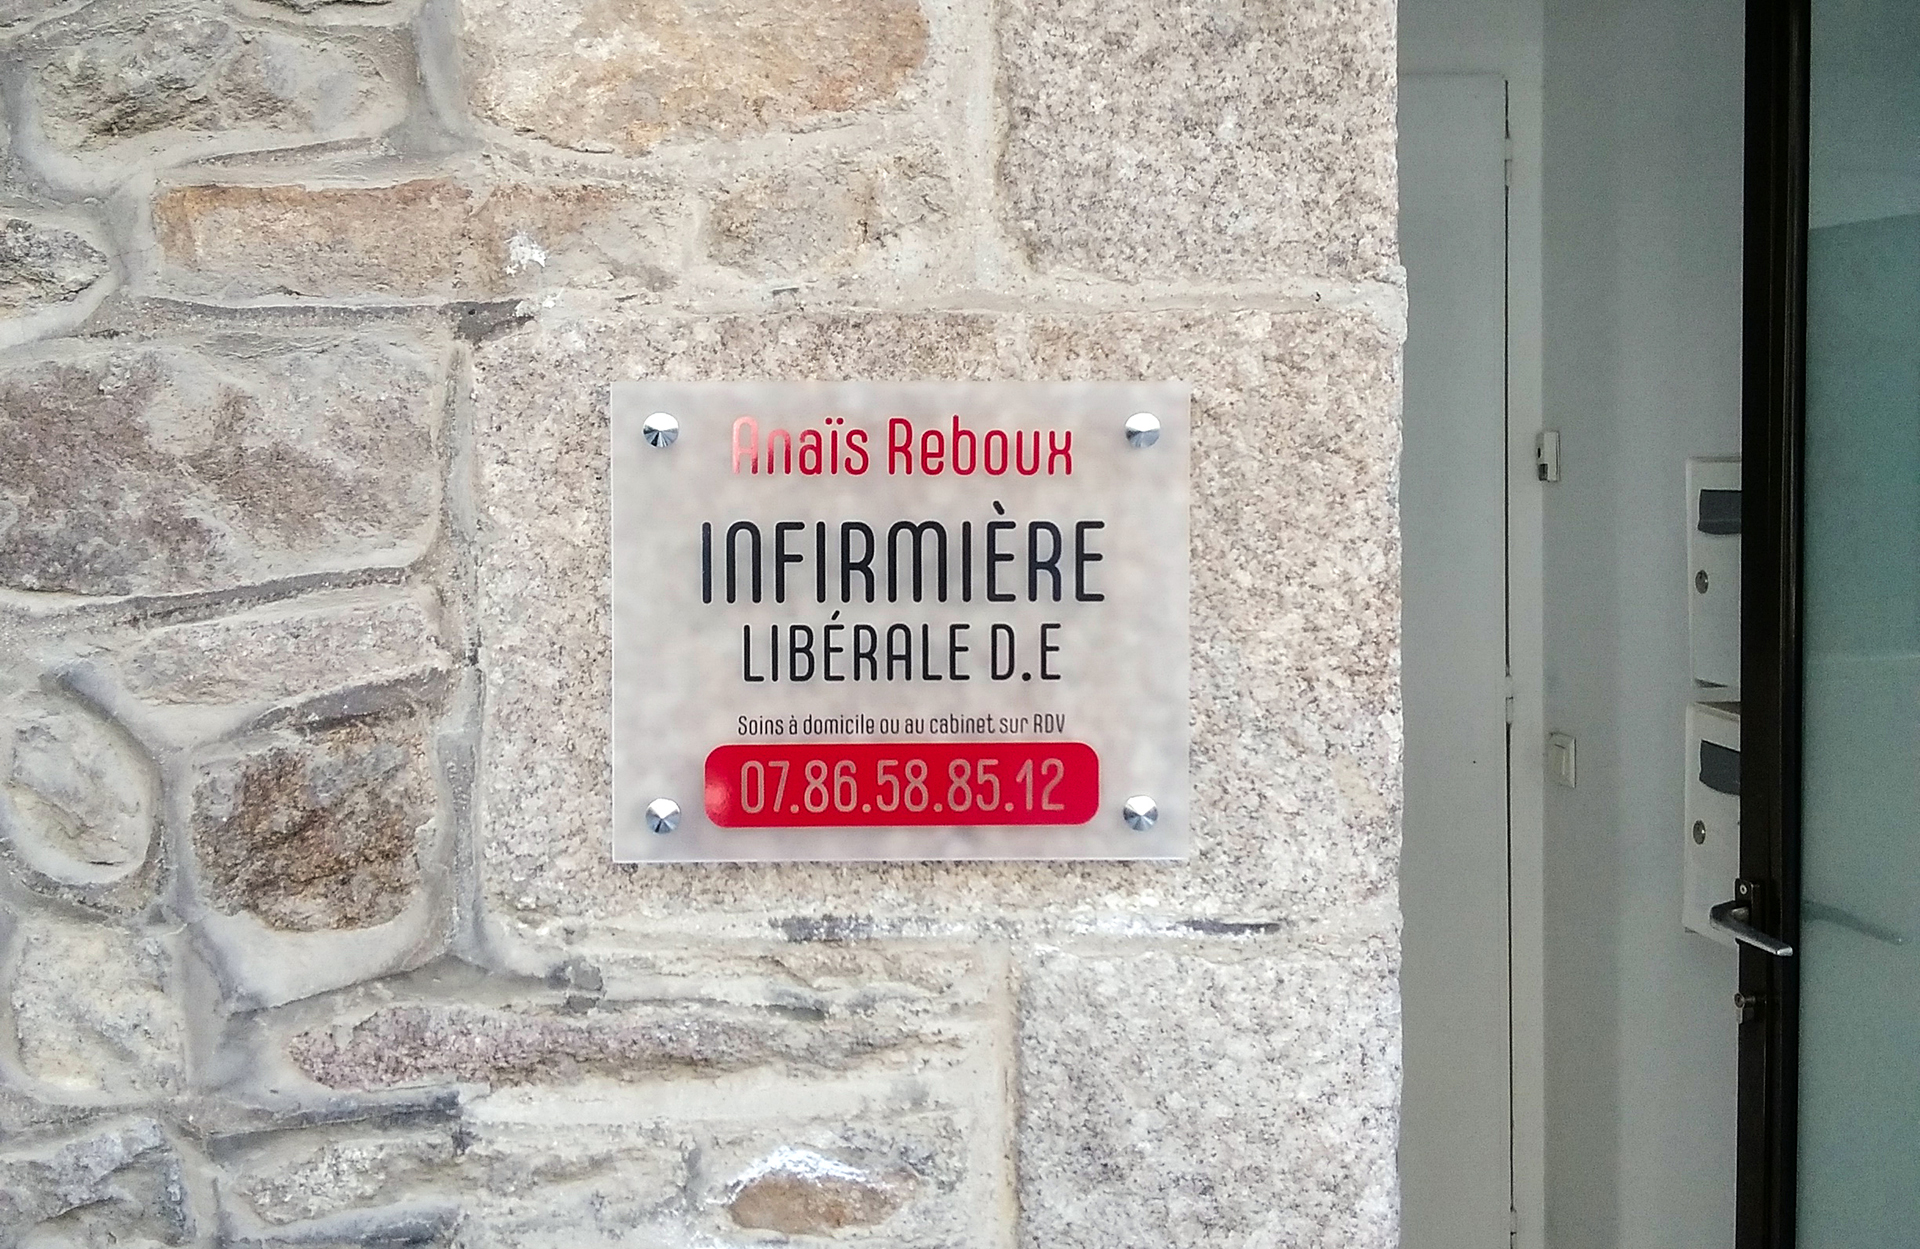 Anaïs Reboux
INFIRMIÈRE
LIBÉRALE D.E
Soins à domicile ou au cabinet sur RDV
07.86.58.85.12